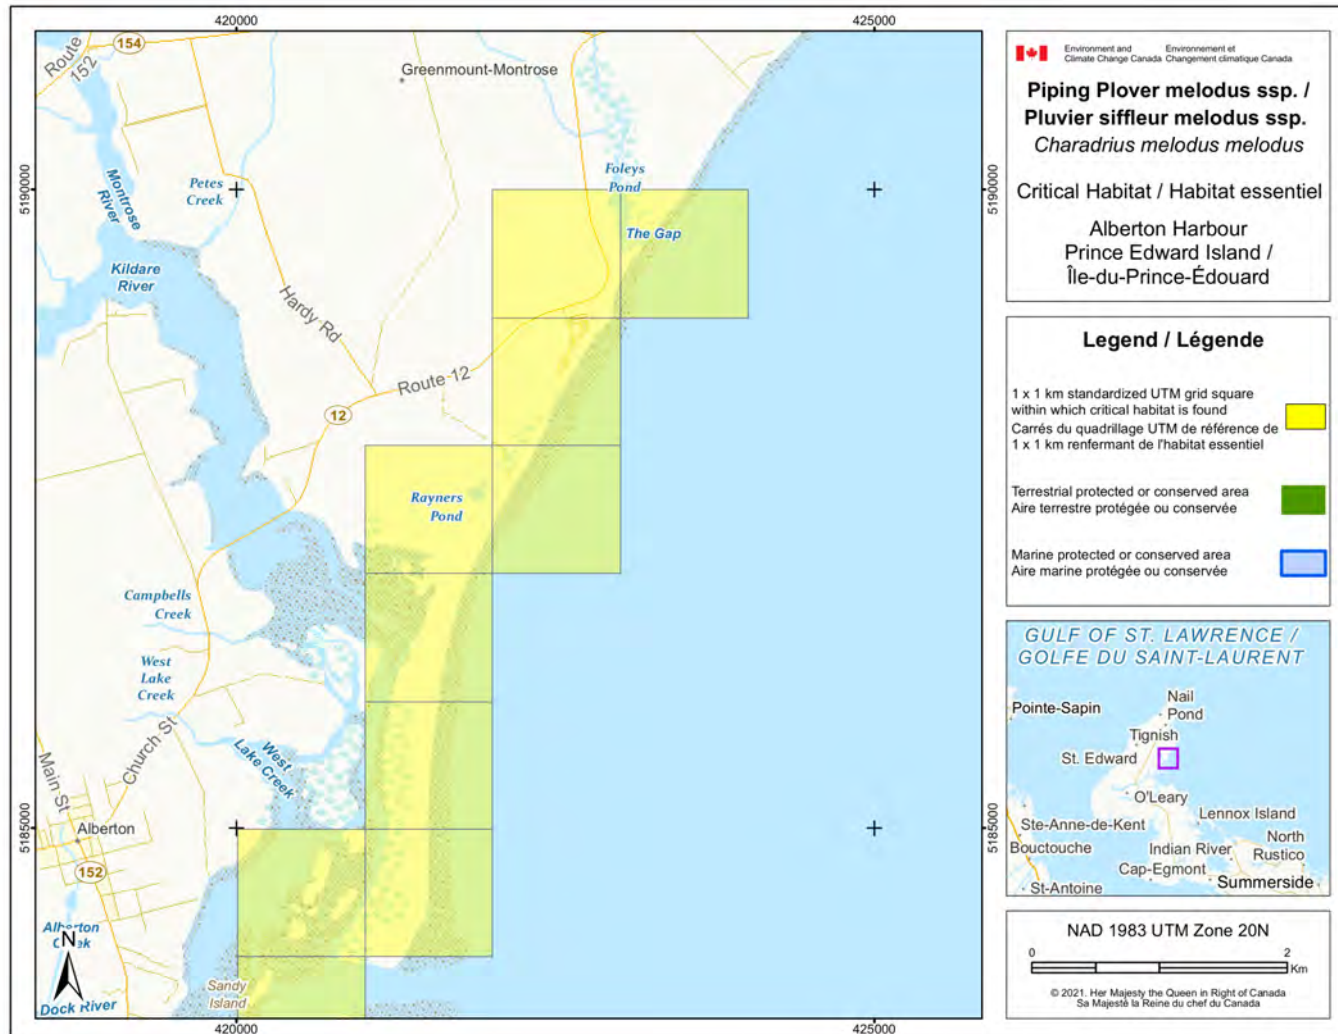 420000
425000
Route
152
154
Greenmount-Montrose
Montrose
River
Petes
Creek
Foleys
Pond
5190000
5190000
The Gap
Kildare
River
Hardy Rd
Route 12
12
Rayners
Pond
Campbells
Creek
West
Lake Creek
Church St
West
Lake Creek
Main St
Alberton
5185000
5185000
152
Alberton
Creek
N
Sandy
Island
Dock River
420000
425000
Environment and
Climate Change Canada
Environnement et
Changement climatique Canada
Piping Plover melodus ssp. /
Pluvier siffleur melodus ssp.
Charadrius melodus melodus
Critical Habitat / Habitat essentiel
Alberton Harbour
Prince Edward Island /
Île-du-Prince-Édouard
Legend / Légende
1 x 1 km standardized UTM grid square
within which critical habitat is found
Carrés du quadrillage UTM de référence de
1 x 1 km renfermant de l'habitat essentiel
Terrestrial protected or conserved area
Aire terrestre protégée ou conservée
Marine protected or conserved area
Aire marine protégée ou conservée
GULF OF ST. LAWRENCE /
GOLFE DU SAINT-LAURENT
Nail
Pond
Pointe-Sapin
Tignish
St. Edward
O'Leary
Lennox Island
Ste-Anne-de-Kent
North
Rustico
Bouctouche
Indian River
Cap-Egmont
Summerside
St-Antoine
NAD 1983 UTM Zone 20N
0
2
Km
© 2021. Her Majesty the Queen in Right of Canada
Sa Majesté la Reine du chef du Canada